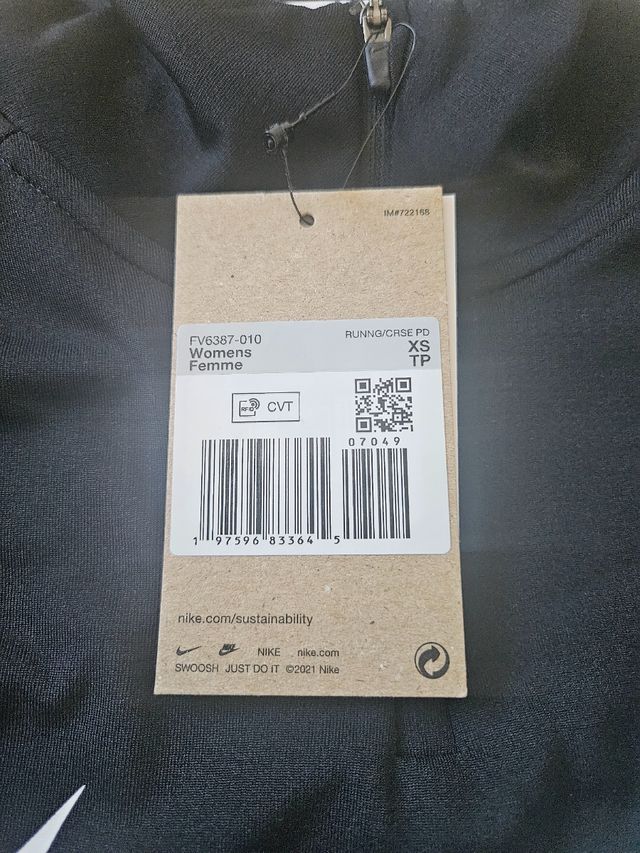 IM#722168
FV6387-010
RUNNG/CRSE PD
Womens
XS
Femme
TP
RFID
CVT
07049
1 97596 83364 5
nike.com/sustainability
NIKE nike.com
SWOOSH JUST DO IT ©2021 Nike